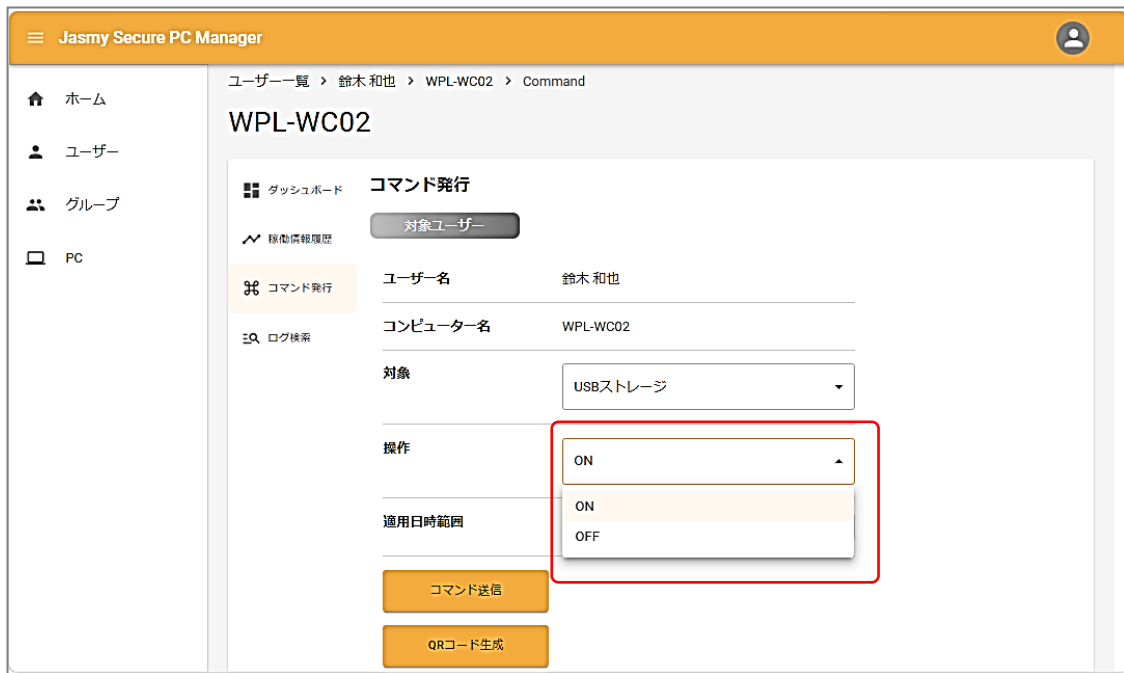 Jasmy Secure PC Manager
ホーム
ユーザー
グループ
PC
ユーザー一覧 > 鈴木 和也 > WPL-WC02 > Command
WPL-WC02
ダッシュボード
稼働情報履歴
コマンド発行
ログ検索
コマンド発行
対象ユーザー
ユーザー名 鈴木 和也
コンピューター名 WPL-WC02
対象 USBストレージ
操作 ON
ON
OFF
適用日時範囲
コマンド送信
QRコード生成